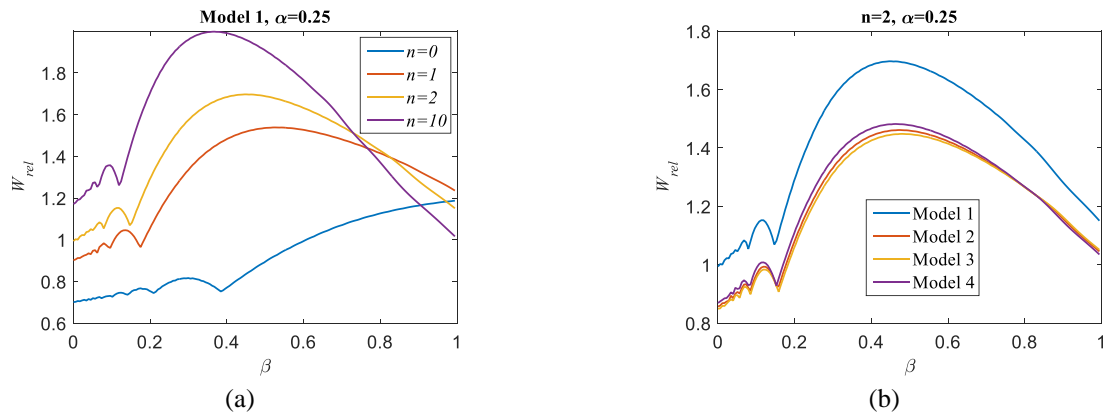 Model 1, α=0.25
W_rel
1.8
1.6
1.4
1.2
1
0.8
0.6
0
0.2
0.4
0.6
0.8
1
β
n=0
n=1
n=2
n=10
(a)
n=2, α=0.25
W_rel
1.8
1.6
1.4
1.2
1
0.8
0
0.2
0.4
0.6
0.8
1
β
Model 1
Model 2
Model 3
Model 4
(b)